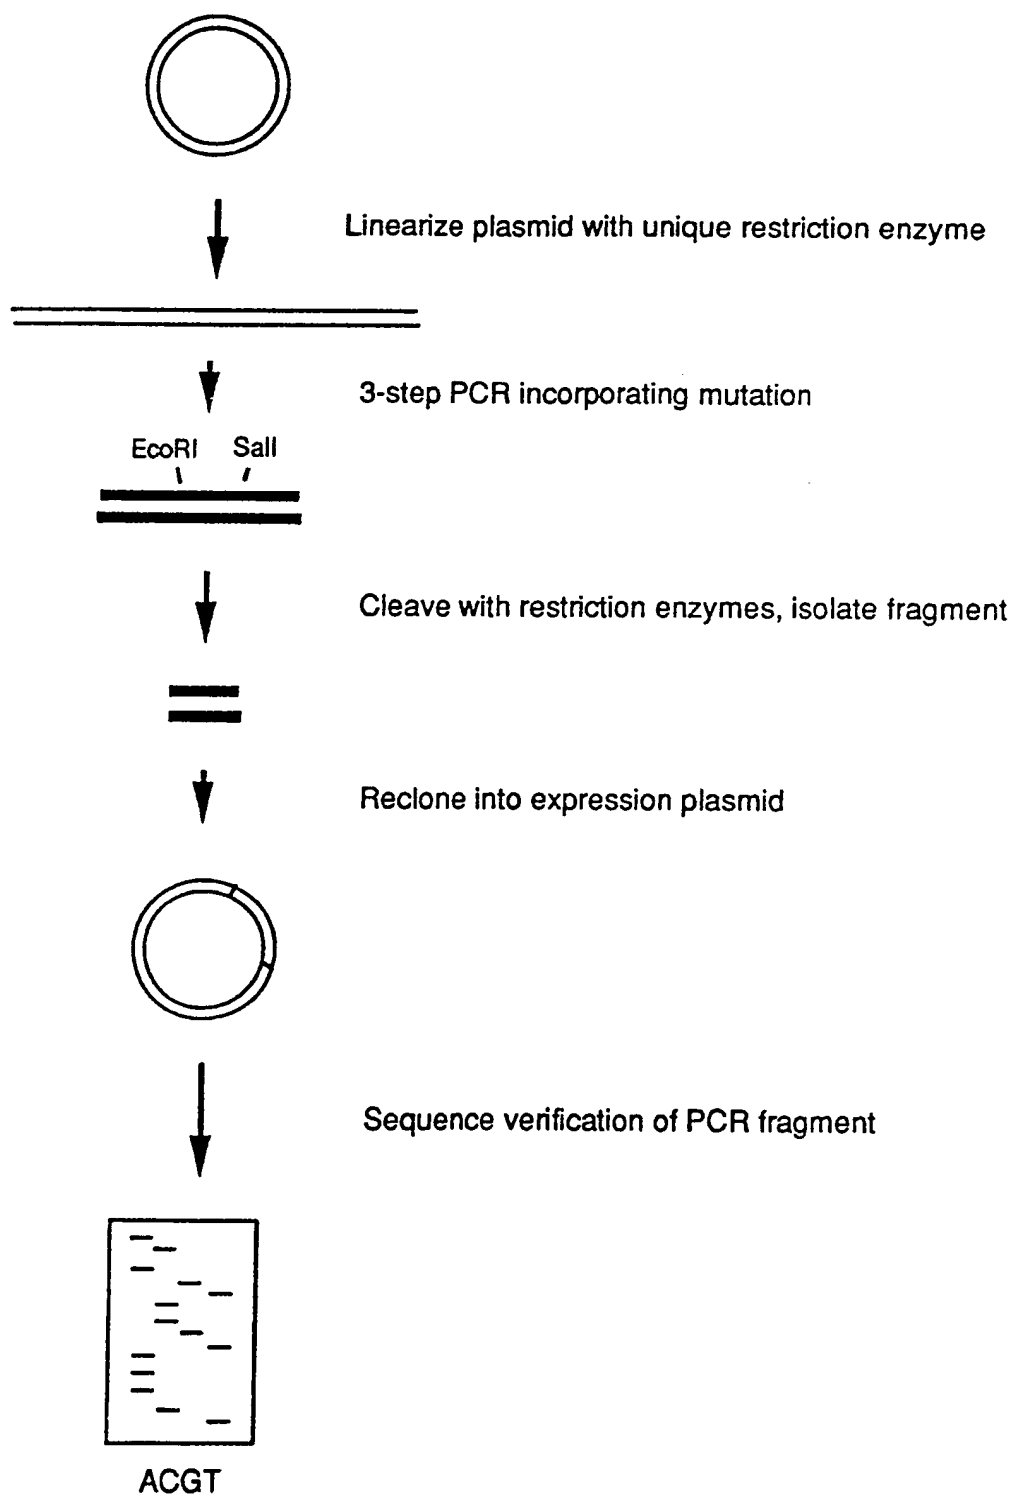 Linearize plasmid with unique restriction enzyme
3-step PCR incorporating mutation
EcoRI SalI
Cleave with restriction enzymes, isolate fragment
Reclone into expression plasmid
Sequence verification of PCR fragment
ACGT